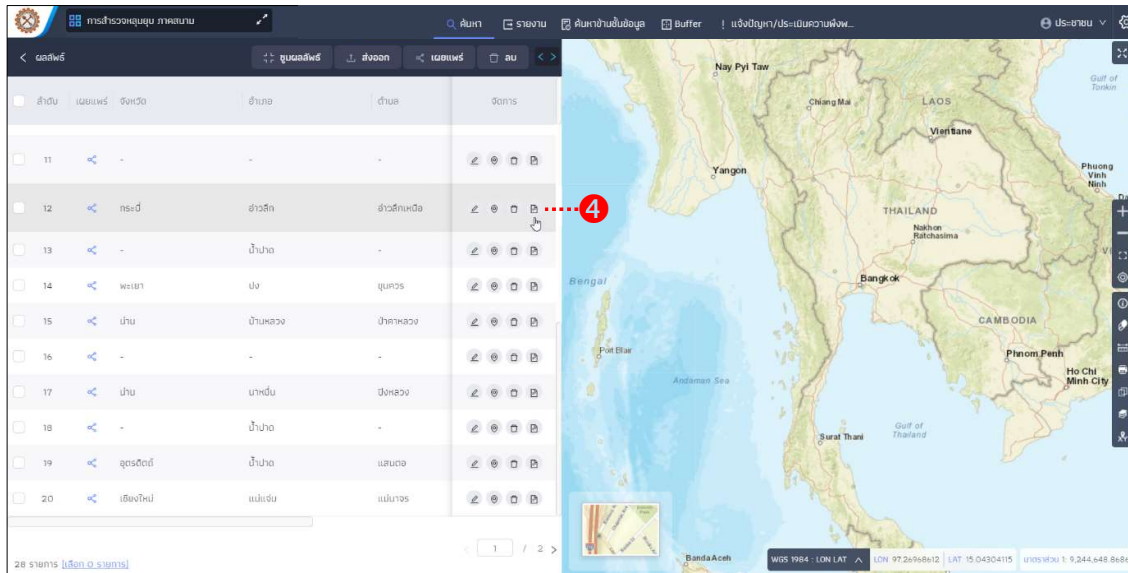 การสำรวจหลุมยุบ ภาคสนาม
ค้นหา
รายงาน
ค้นหาข้ามชั้นข้อมูล
Buffer
! แจ้งปัญหา/ประเมินความพึงพ...
ประชาชน
ผลลัพธ์
ซูมผลลัพธ์
ส่งออก
เผยแพร่
ลบ
ลำดับ เผยแพร่ จังหวัด อำเภอ ตำบล จัดการ
11 - - -
12 กระบี่ อ่าวลึก อ่าวลึกเหนือ
13 - น้ำปาด -
14 พะเยา ปง ขุนควร
15 น่าน บ้านหลวง ป่าคาหลวง
16 - - -
17 น่าน นาหมื่น ปิงหลวง
18 - น้ำปาด -
19 อุตรดิตถ์ น้ำปาด แสนตอ
20 เชียงใหม่ แม่แจ่ม แม่นาจร
1 / 2
28 รายการ [เลือก 0 รายการ]
4
Nay Pyi Taw
Chiang Mai
LAOS
Gulf of
Tonkin
Vientiane
Yangon
Phuong
Vinh
Ninh
THAILAND
Nakhon
Ratchasima
Bengal
Bangkok
CAMBODIA
Port Blair
Phnom Penh
Ho Chi
Minh City
Andaman Sea
Gulf of
Thailand
Surat Thani
Banda Aceh
WGS 1984 : LON LAT
LON 97.26968612 LAT 15.04304115 มาตราส่วน 1: 9,244,648.8686